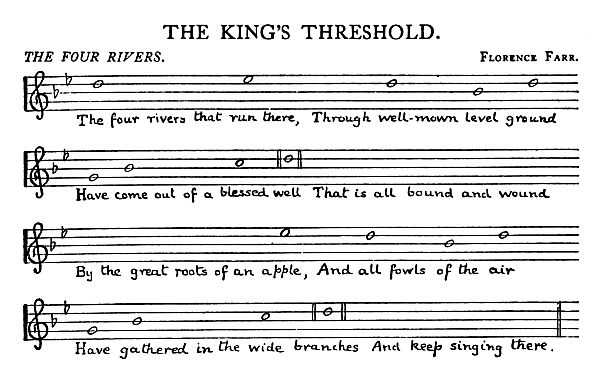 THE KING'S THRESHOLD.
THE FOUR RIVERS. FLORENCE FARR.
The four rivers that run there, Through well-mown level ground
Have come out of a blessed well That is all bound and wound
By the great roots of an apple, And all fowls of the air
Have gathered in the wide branches And keep singing there.